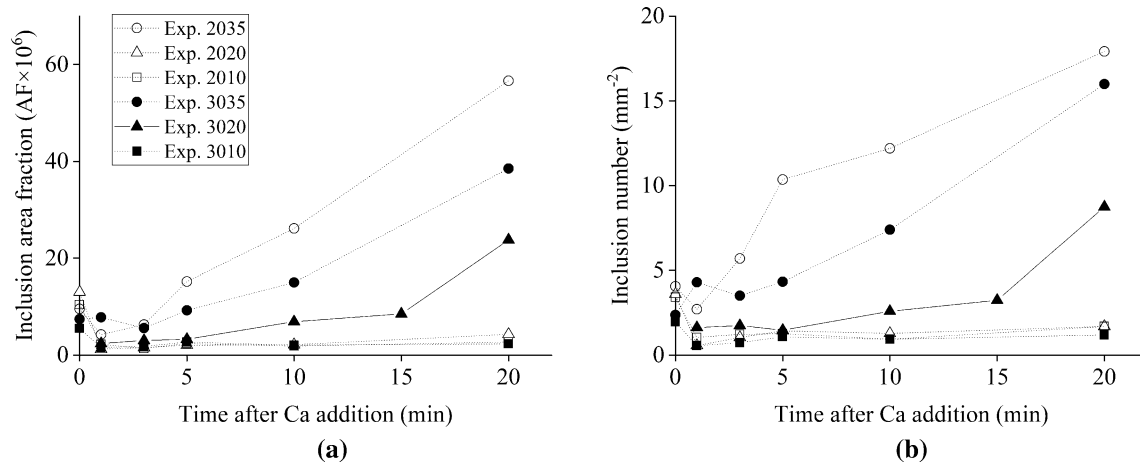 Inclusion area fraction (AF×10⁶)
60
40
20
0
Exp. 2035
Exp. 2020
Exp. 2010
Exp. 3035
Exp. 3020
Exp. 3010
0 5 10 15 20
Time after Ca addition (min)
(a)
Inclusion number (mm⁻²)
20
15
10
5
0
0 5 10 15 20
Time after Ca addition (min)
(b)